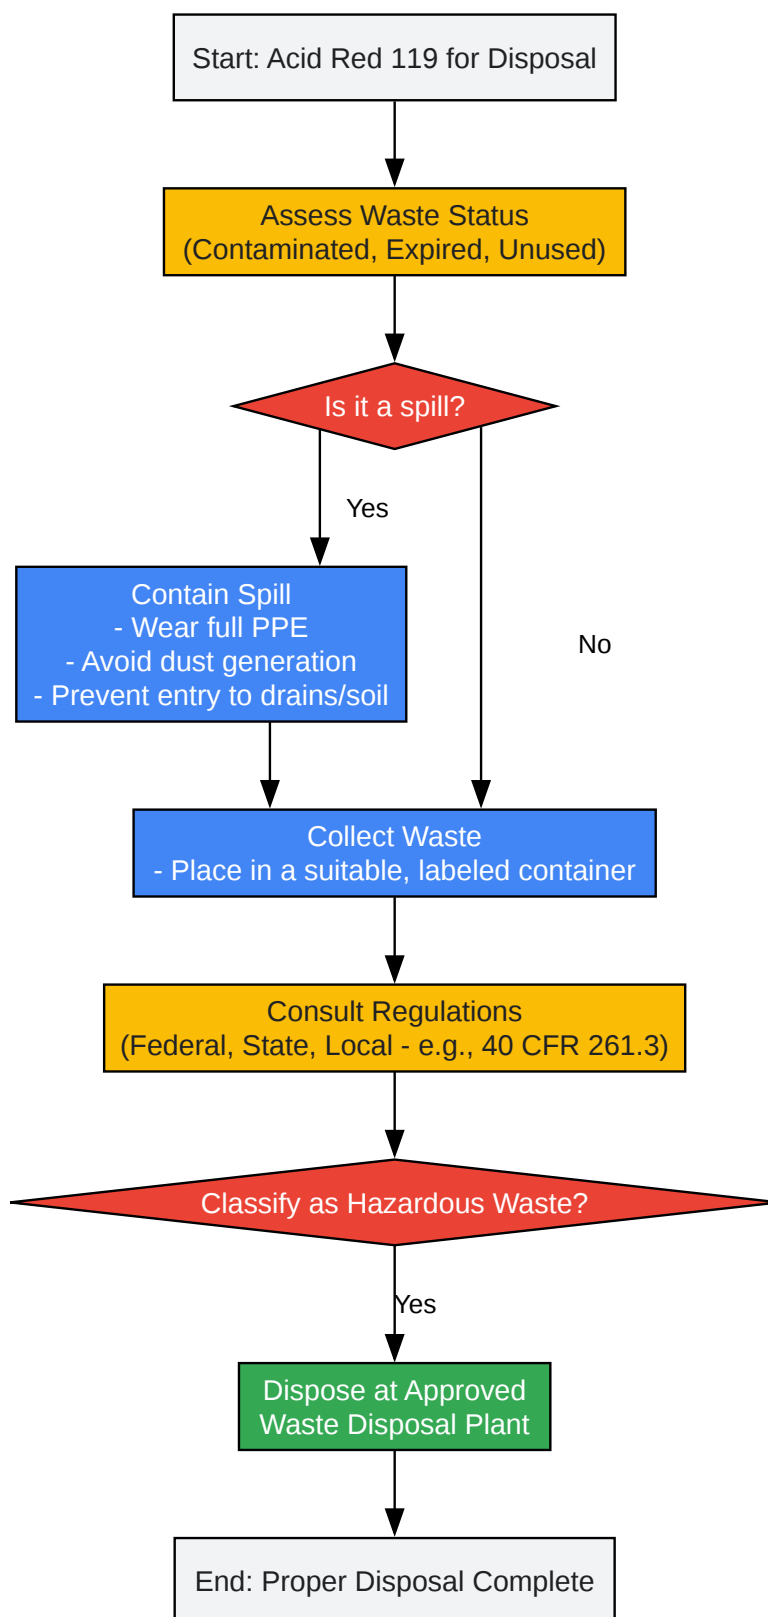 Start: Acid Red 119 for Disposal
Assess Waste Status
(Contaminated, Expired, Unused)
Is it a spill?
Yes
Contain Spill
- Wear full PPE
- Avoid dust generation
- Prevent entry to drains/soil
No
Collect Waste
- Place in a suitable, labeled container
Consult Regulations
(Federal, State, Local - e.g., 40 CFR 261.3)
Classify as Hazardous Waste?
Yes
Dispose at Approved
Waste Disposal Plant
End: Proper Disposal Complete